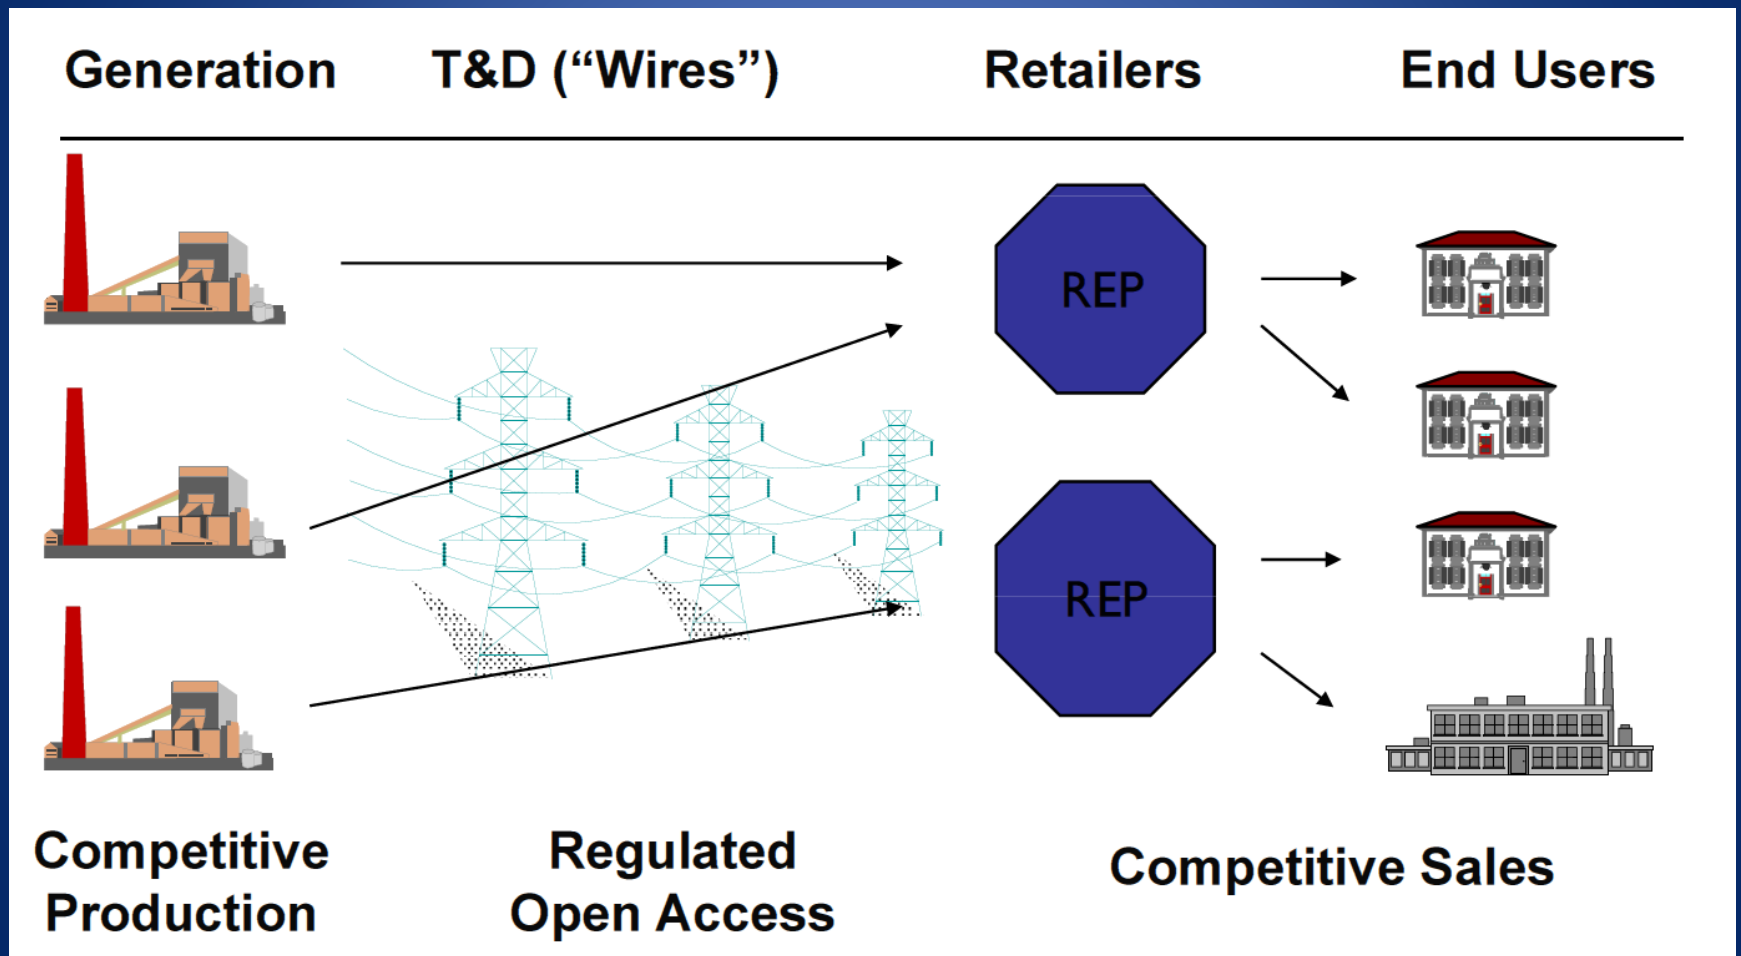 Generation
T&D (“Wires”)
Retailers
End Users
REP
REP
Competitive
Production
Regulated
Open Access
Competitive Sales